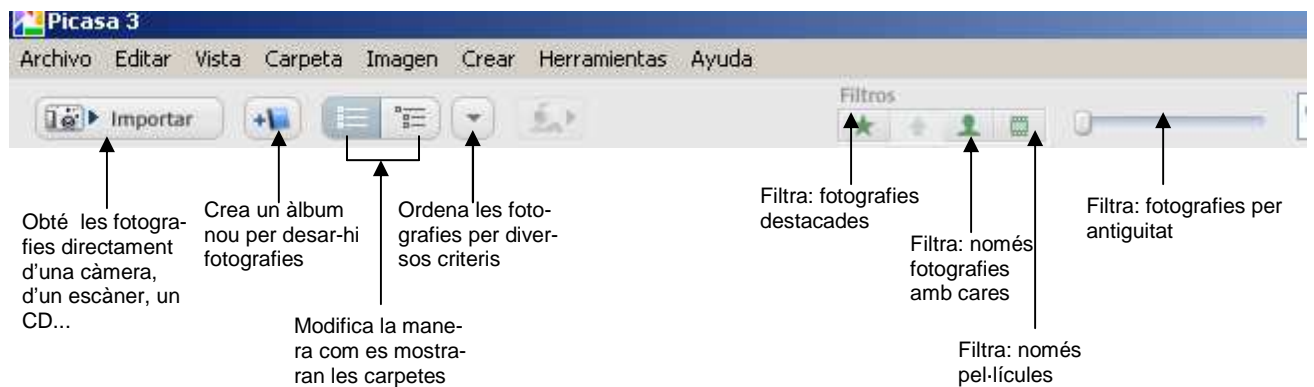 Picasa 3
Archivo Editar Vista Carpeta Imagen Crear Herramientas Ayuda
Importar
Filtros
Obté les fotogra-
fies directament
d'una càmera,
d'un escàner, un
CD...
Crea un àlbum
nou per desar-hi
fotografies
Modifica la mane-
ra com es mostra-
ran les carpetes
Ordena les foto-
grafies per diver-
sos criteris
Filtra: fotografies
destacades
Filtra: només
fotografies
amb cares
Filtra: només
pel·lícules
Filtra: fotografies per
antiguitat